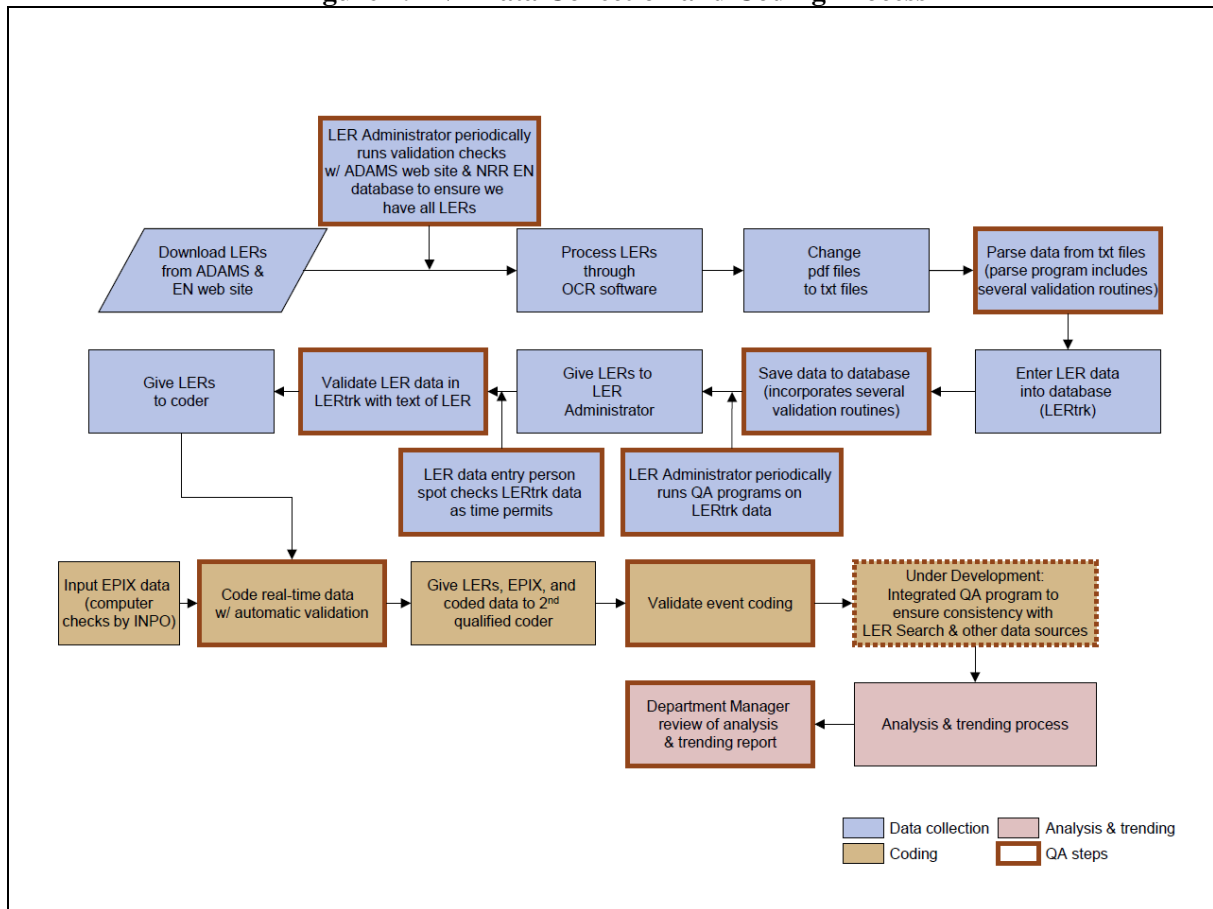 Data Collection and Coding Process
LER Administrator periodically
runs validation checks
w/ ADAMS web site & NRR EN
database to ensure we
have all LERs
Download LERs
from ADAMS &
EN web site
Process LERs
through
OCR software
Change
pdf files
to txt files
Parse data from txt files
(parse program includes
several validation routines)
Give LERs
to coder
Validate LER data in
LERtrk with text of LER
Give LERs to
LER
Administrator
Save data to database
(incorporates several
validation routines)
Enter LER data
into database
(LERtrk)
LER data entry person
spot checks LERtrk data
as time permits
LER Administrator periodically
runs QA programs on
LERtrk data
Input EPIX data
(computer
checks by INPO)
Code real-time data
w/ automatic validation
Give LERs, EPIX, and
coded data to 2nd
qualified coder
Validate event coding
Under Development:
Integrated QA program to
ensure consistency with
LER Search & other data sources
Department Manager
review of analysis
& trending report
Analysis & trending process
Data collection
Analysis & trending
Coding
QA steps